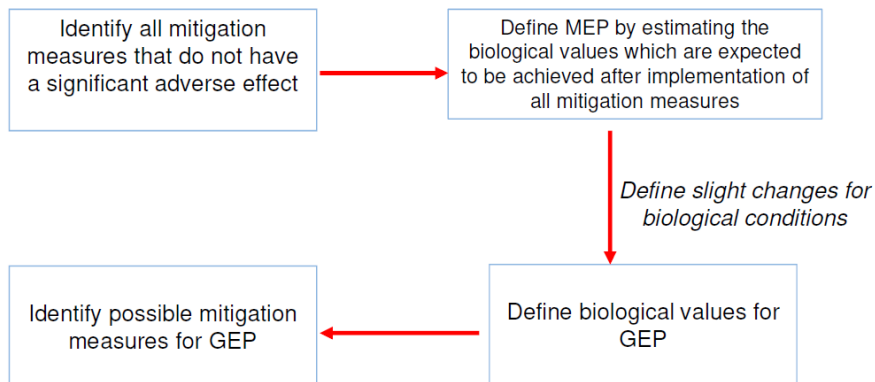 Identify all mitigation
measures that do not have
a significant adverse effect
Define MEP by estimating the
biological values which are expected
to be achieved after implementation of
all mitigation measures
Define slight changes for
biological conditions
Define biological values for
GEP
Identify possible mitigation
measures for GEP